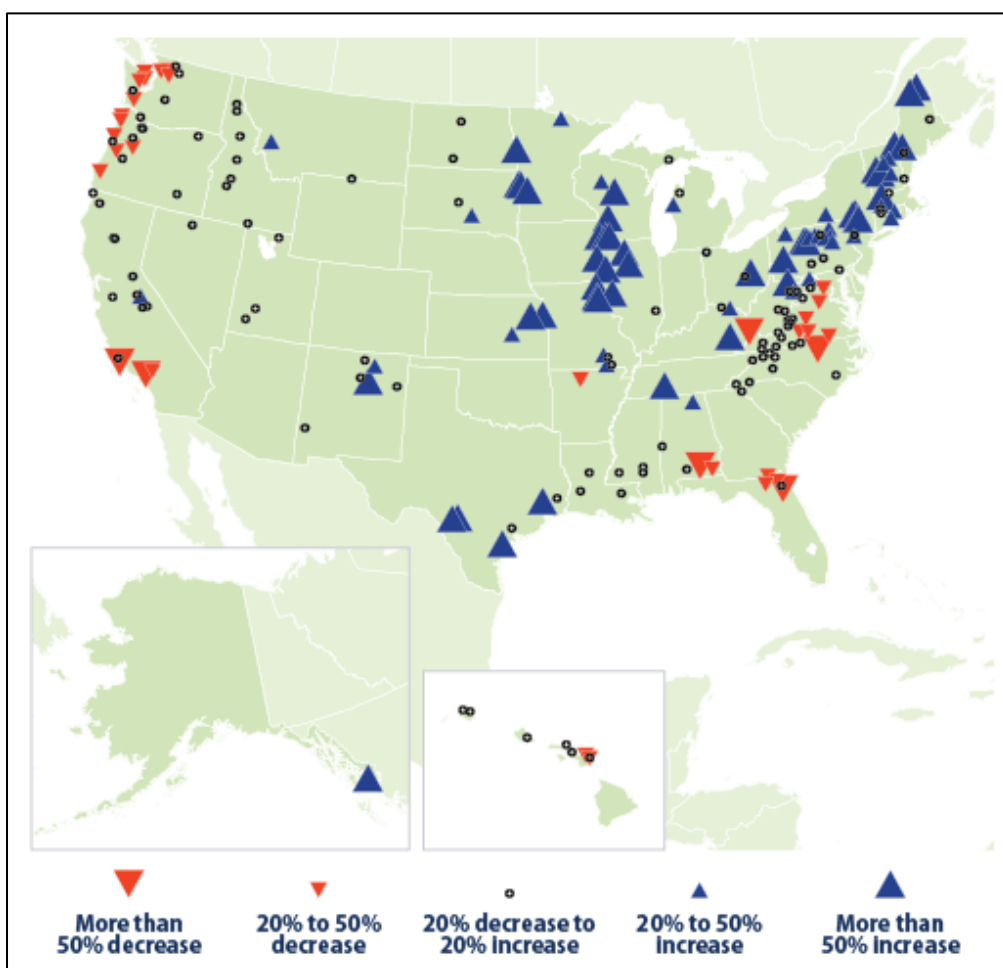 More than
50% decrease
20% to 50%
decrease
20% decrease to
20% increase
20% to 50%
increase
More than
50% increase